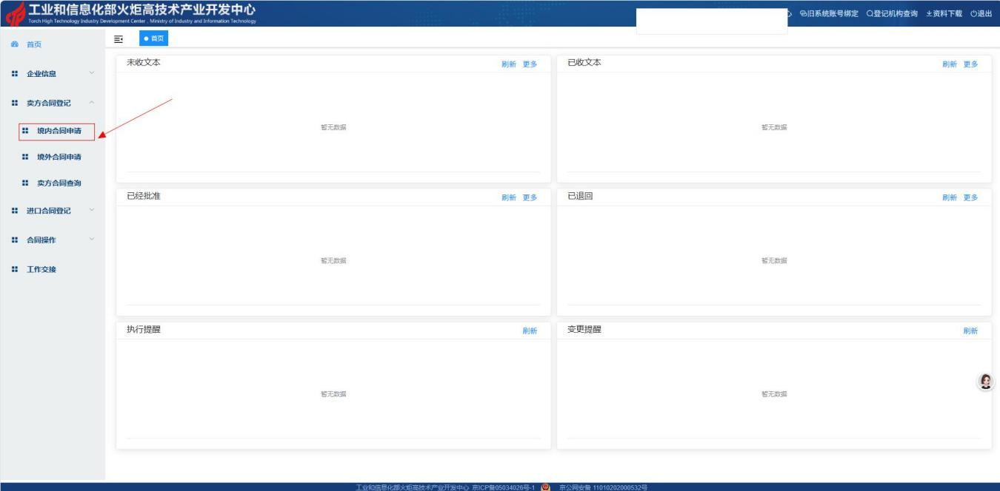 工业和信息化部火炬高技术产业开发中心
Torch High Technology Industry Development Center , Ministry of Industry and Information Technology
旧系统账号绑定 登记机构查询 资料下载 退出
首页
首页
企业信息
卖方合同登记
境内合同申请
境外合同申请
卖方合同查询
进口合同登记
合同操作
工作交接
未收文本 刷新 更多
暂无数据
已收文本 刷新 更多
暂无数据
已经批准 刷新 更多
暂无数据
已退回 刷新 更多
暂无数据
执行提醒 刷新
暂无数据
变更提醒 刷新
暂无数据
工业和信息化部火炬高技术产业开发中心 京ICP备05034026号-1 京公网安备 11010202000532号